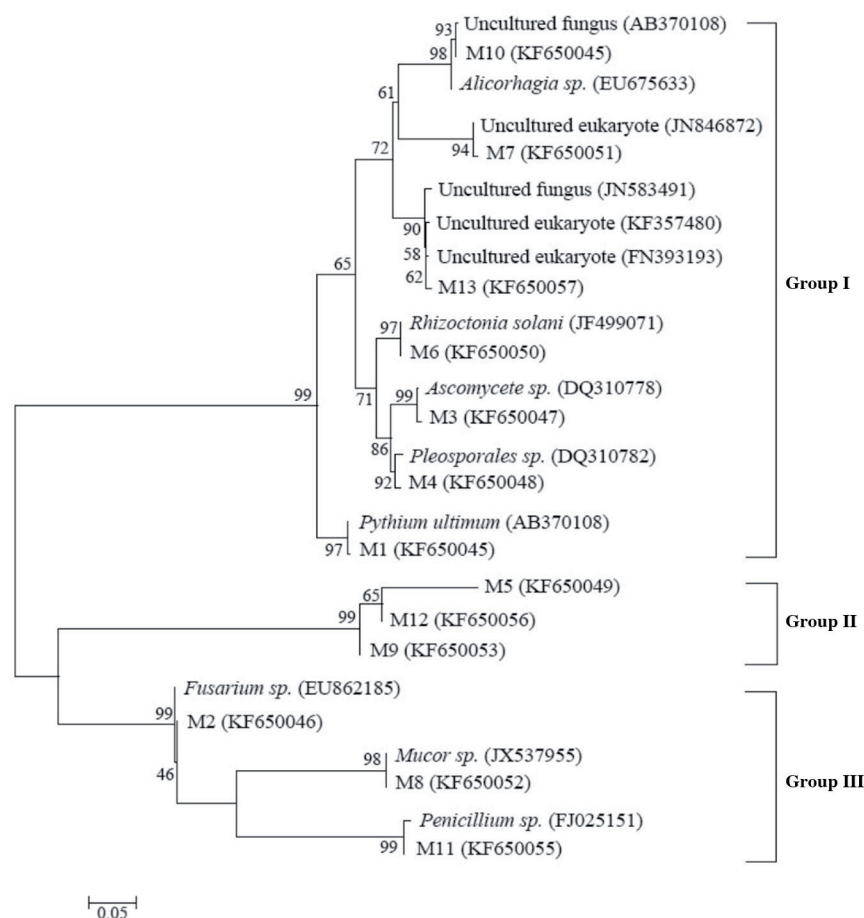 93
Uncultured fungus (AB370108)
98
M10 (KF650045)
Alicorhagia sp. (EU675633)
61
Uncultured eukaryote (JN846872)
94
M7 (KF650051)
72
Uncultured fungus (JN583491)
90
Uncultured eukaryote (KF357480)
58
Uncultured eukaryote (FN393193)
62
M13 (KF650057)
65
Group I
97
Rhizoctonia solani (JF499071)
M6 (KF650050)
99
71
99
Ascomycete sp. (DQ310778)
M3 (KF650047)
86
Pleosporales sp. (DQ310782)
92
M4 (KF650048)
Pythium ultimum (AB370108)
97
M1 (KF650045)
M5 (KF650049)
65
99
M12 (KF650056)
Group II
M9 (KF650053)
Fusarium sp. (EU862185)
99
M2 (KF650046)
46
98
Mucor sp. (JX537955)
M8 (KF650052)
Group III
Penicillium sp. (FJ025151)
99
M11 (KF650055)
0.05